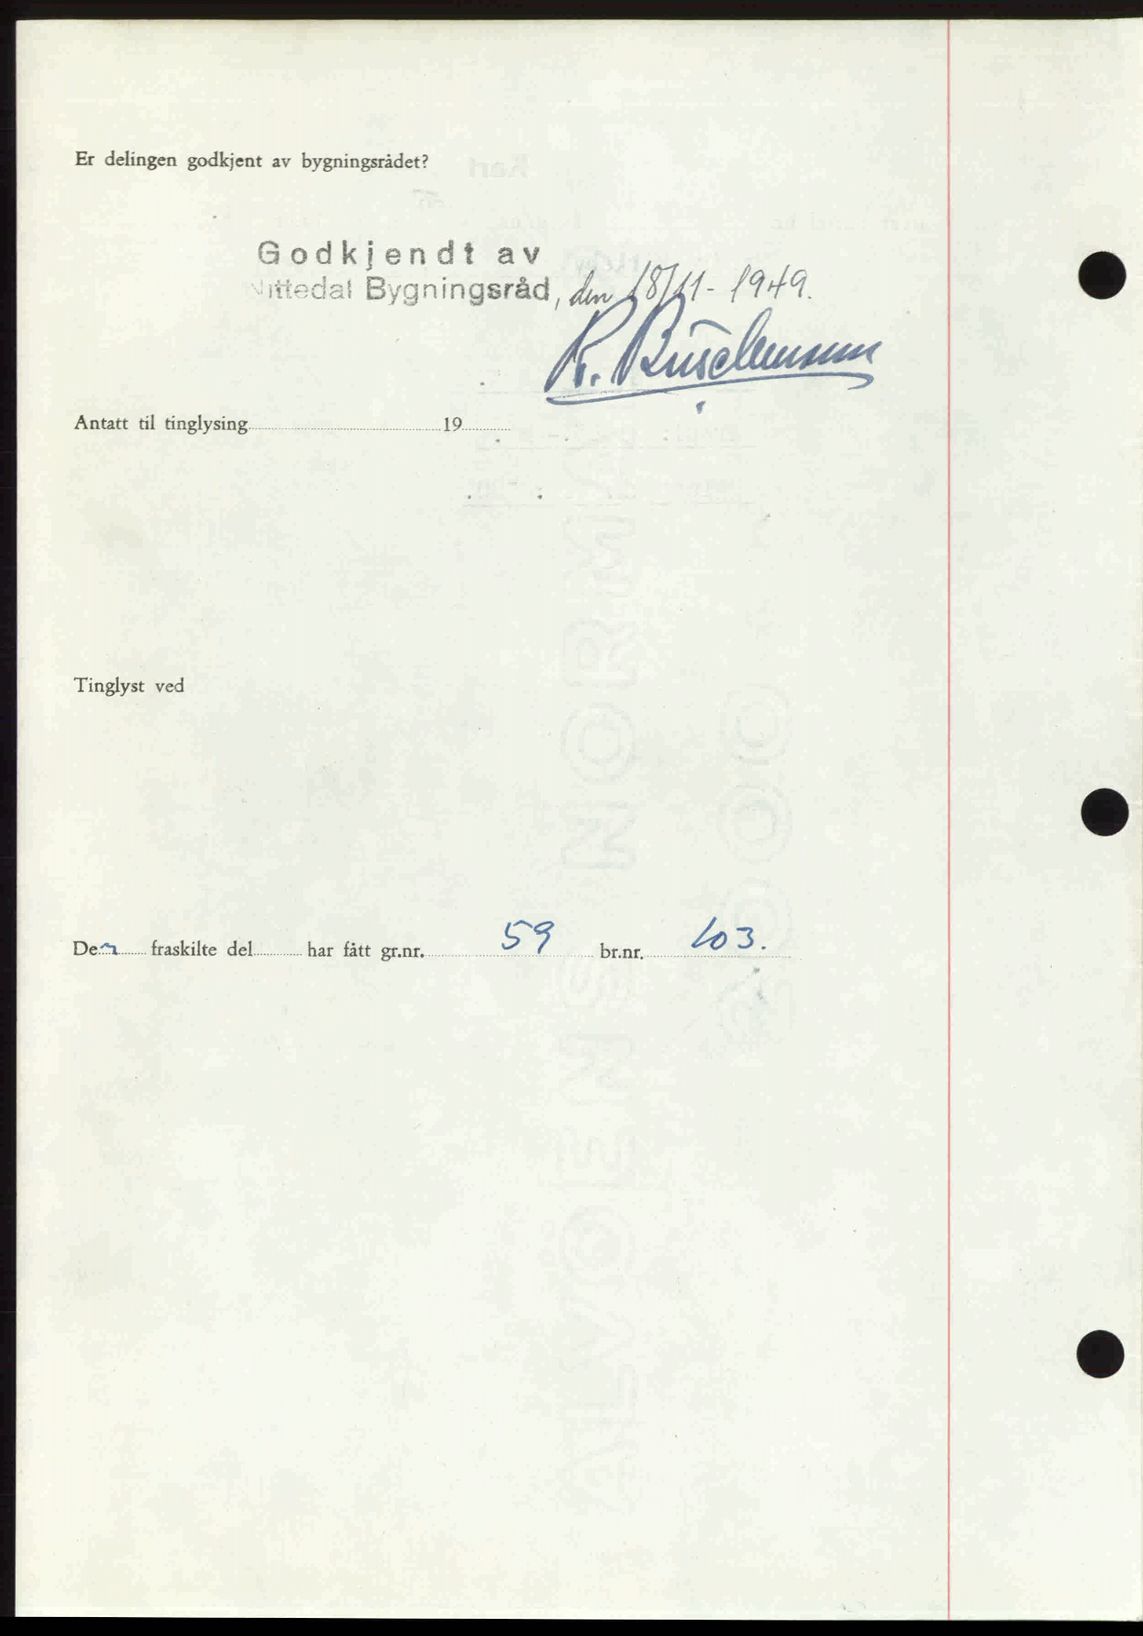 Er delingen godkjent av bygningsrådet?
Godkjendt av
Nittedal Bygningsråd, den 18/11-1949.
Antatt til tinglysing 19
Tinglyst ved
Den fraskilte del har fått gr.nr. 59 br.nr. 103.